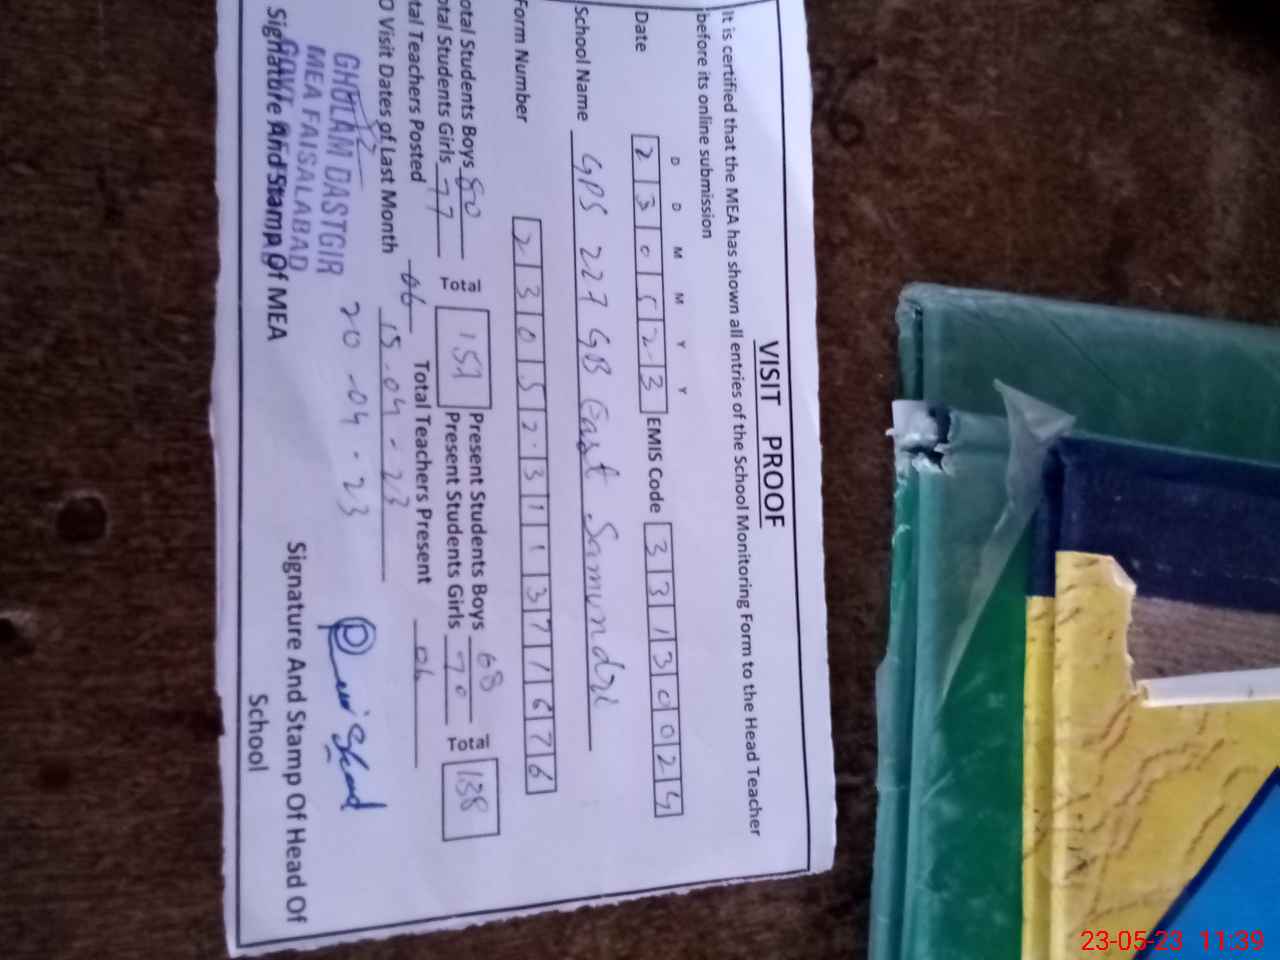 VISIT PROOF
It is certified that the MEA has shown all entries of the School Monitoring Form to the Head Teacher
before its online submission
D D M M Y Y
Date 2 3 0 5 2 3 EMIS Code 3 3 1 3 0 0 2 4
School Name GPS 227 GB East Samundri
Form Number 2 3 0 5 2 3 1 1 3 7 1 6 7 6
otal Students Boys 80 Total Present Students Boys 68 Total
otal Students Girls 77 157 Present Students Girls 70 138
tal Teachers Posted 06 Total Teachers Present 06
O Visit Dates of Last Month 15-04-23
20-04-23
GHULAM DASTGIR
MEA FAISALABAD
Signature And Stamp Of MEA
Signature And Stamp Of Head Of
School
23-05-23 11:39